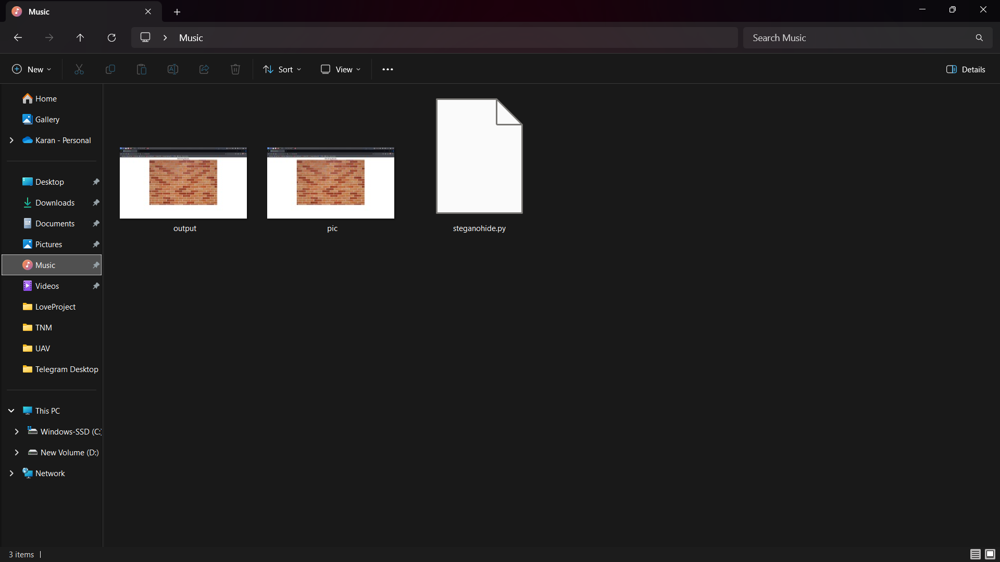 Music
Music
Search Music
New
Sort
View
Details
Home
Gallery
Karan - Personal
Desktop
Downloads
Documents
Pictures
Music
Videos
LoveProject
TNM
UAV
Telegram Desktop
This PC
Windows-SSD (C:)
New Volume (D:)
Network
output
pic
steganohide.py
3 items